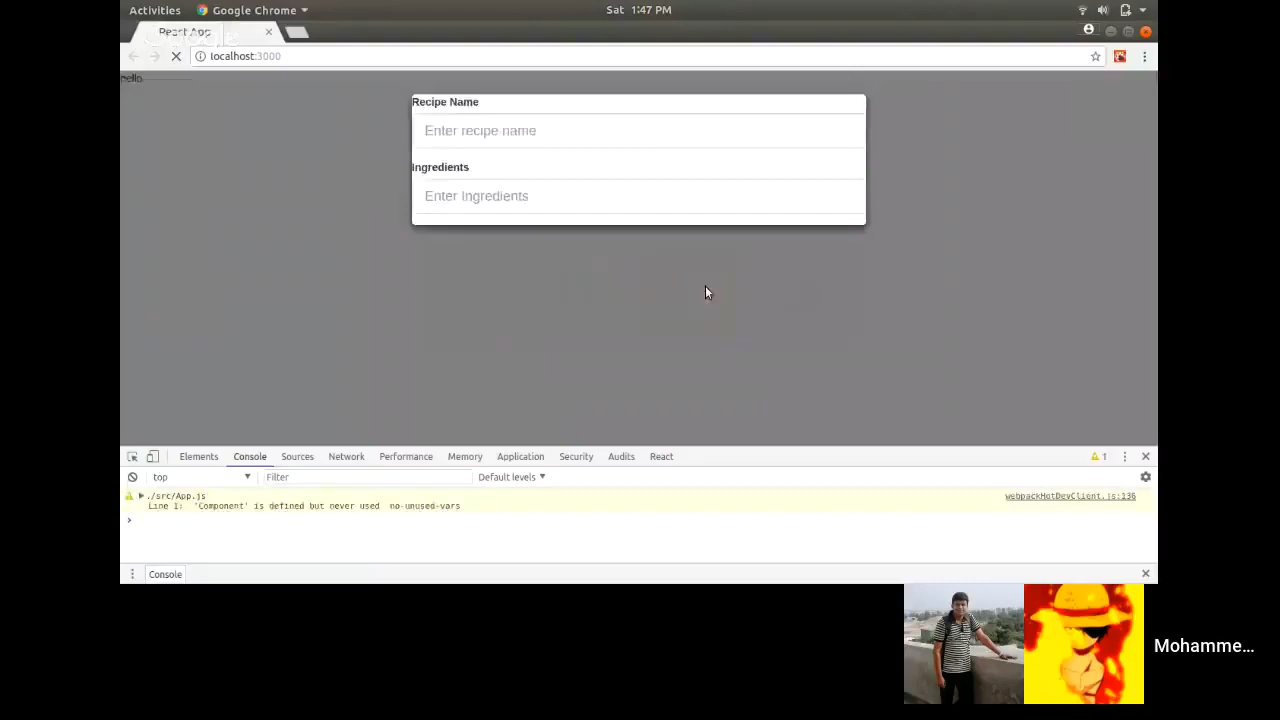 Activities
Google Chrome
Sat 1:47 PM
React App
localhost:3000
hello
Recipe Name
Enter recipe name
Ingredients
Enter Ingredients
Elements Console Sources Network Performance Memory Application Security Audits React 1
top Filter Default levels
./src/App.js webpackHotDevClient.js:136
Line 1: 'Component' is defined but never used no-unused-vars
Console
Mohamme...